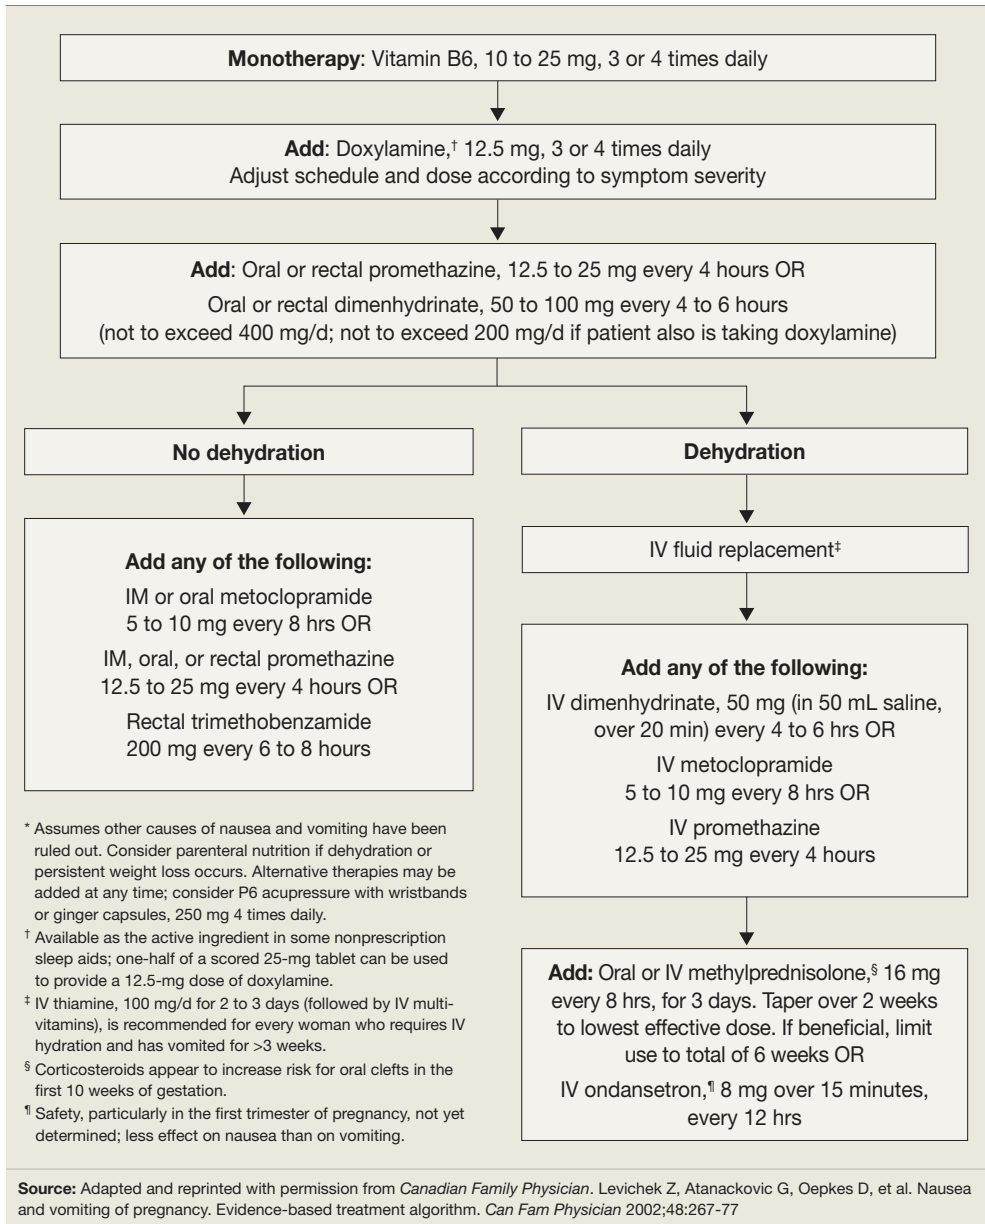 Monotherapy: Vitamin B6, 10 to 25 mg, 3 or 4 times daily
Add: Doxylamine,† 12.5 mg, 3 or 4 times daily
Adjust schedule and dose according to symptom severity
Add: Oral or rectal promethazine, 12.5 to 25 mg every 4 hours OR
Oral or rectal dimenhydrinate, 50 to 100 mg every 4 to 6 hours
(not to exceed 400 mg/d; not to exceed 200 mg/d if patient also is taking doxylamine)
No dehydration
Add any of the following:
IM or oral metoclopramide
5 to 10 mg every 8 hrs OR
IM, oral, or rectal promethazine
12.5 to 25 mg every 4 hours OR
Rectal trimethobenzamide
200 mg every 6 to 8 hours
Dehydration
IV fluid replacement‡
Add any of the following:
IV dimenhydrinate, 50 mg (in 50 mL saline,
over 20 min) every 4 to 6 hrs OR
IV metoclopramide
5 to 10 mg every 8 hrs OR
IV promethazine
12.5 to 25 mg every 4 hours
Add: Oral or IV methylprednisolone,§ 16 mg
every 8 hrs, for 3 days. Taper over 2 weeks
to lowest effective dose. If beneficial, limit
use to total of 6 weeks OR
IV ondansetron,¶ 8 mg over 15 minutes,
every 12 hrs
* Assumes other causes of nausea and vomiting have been
ruled out. Consider parenteral nutrition if dehydration or
persistent weight loss occurs. Alternative therapies may be
added at any time; consider P6 acupressure with wristbands
or ginger capsules, 250 mg 4 times daily.
† Available as the active ingredient in some nonprescription
sleep aids; one-half of a scored 25-mg tablet can be used
to provide a 12.5-mg dose of doxylamine.
‡ IV thiamine, 100 mg/d for 2 to 3 days (followed by IV multi-
vitamins), is recommended for every woman who requires IV
hydration and has vomited for >3 weeks.
§ Corticosteroids appear to increase risk for oral clefts in the
first 10 weeks of gestation.
¶ Safety, particularly in the first trimester of pregnancy, not yet
determined; less effect on nausea than on vomiting.
Source: Adapted and reprinted with permission from Canadian Family Physician. Levichek Z, Atanackovic G, Oepkes D, et al. Nausea
and vomiting of pregnancy. Evidence-based treatment algorithm. Can Fam Physician 2002;48:267-77